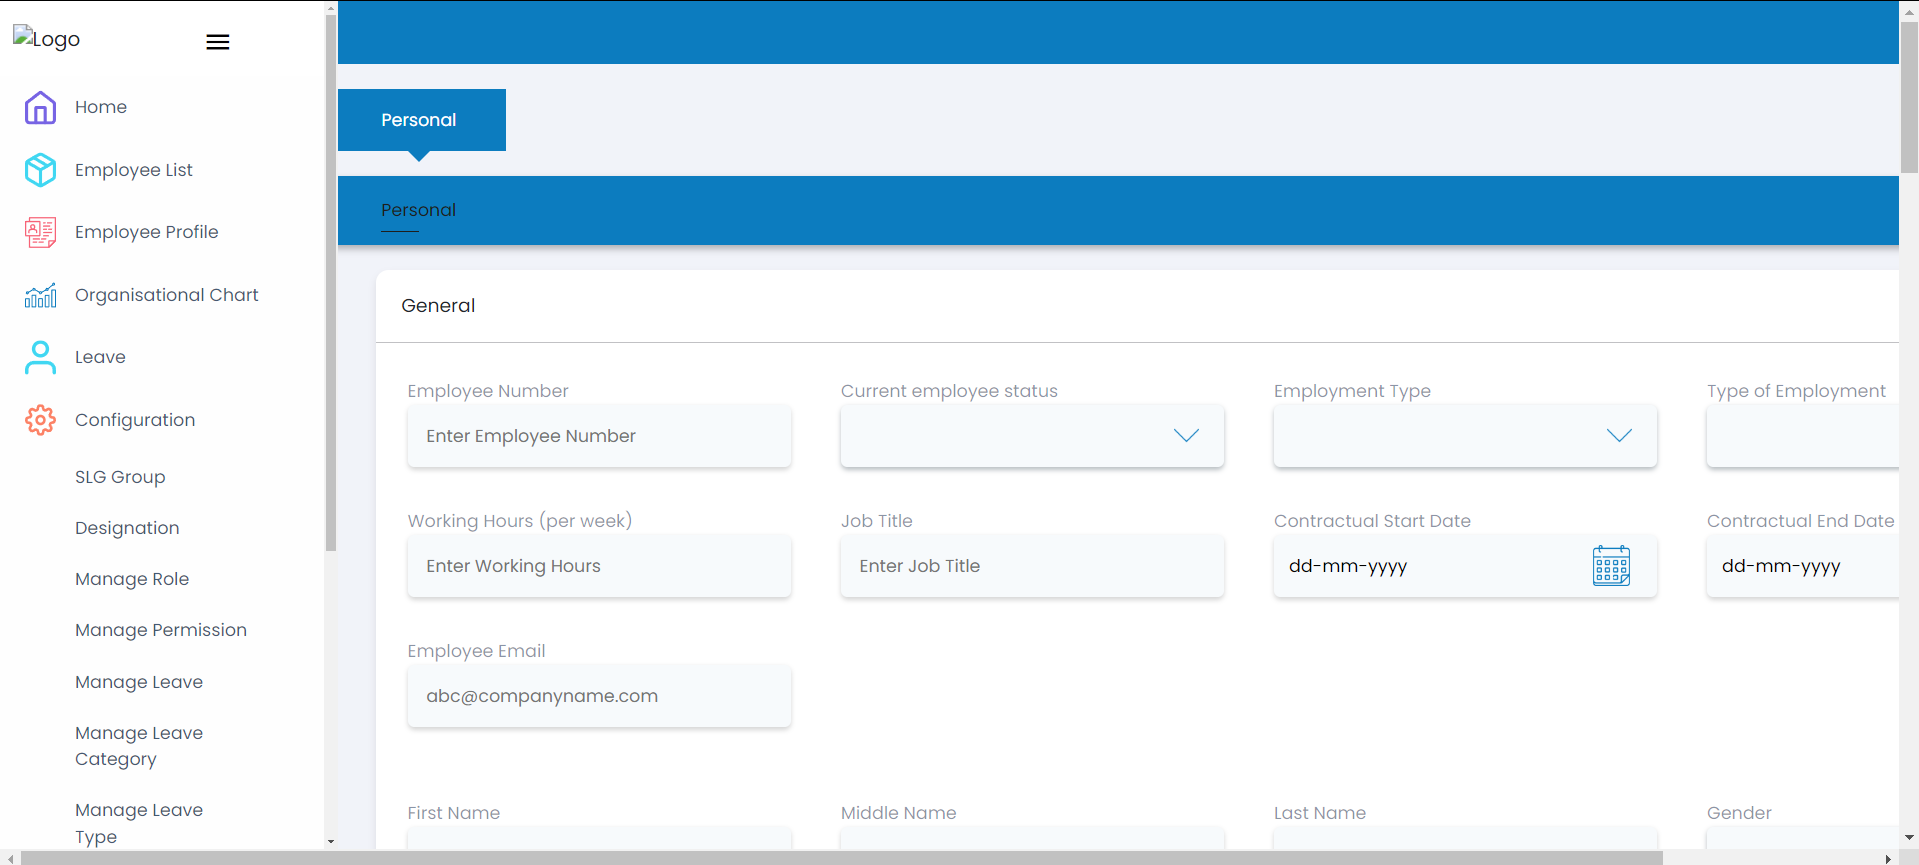 Logo
Home
Employee List
Employee Profile
Organisational Chart
Leave
Configuration
SLG Group
Designation
Manage Role
Manage Permission
Manage Leave
Manage Leave
Category
Manage Leave
Type
Personal
Personal
General
Employee Number
Current employee status
Employment Type
Type of Employment
Enter Employee Number
Working Hours (per week)
Job Title
Contractual Start Date
Contractual End Date
Enter Working Hours
Enter Job Title
dd-mm-yyyy
dd-mm-yyyy
Employee Email
abc@companyname.com
First Name
Middle Name
Last Name
Gender